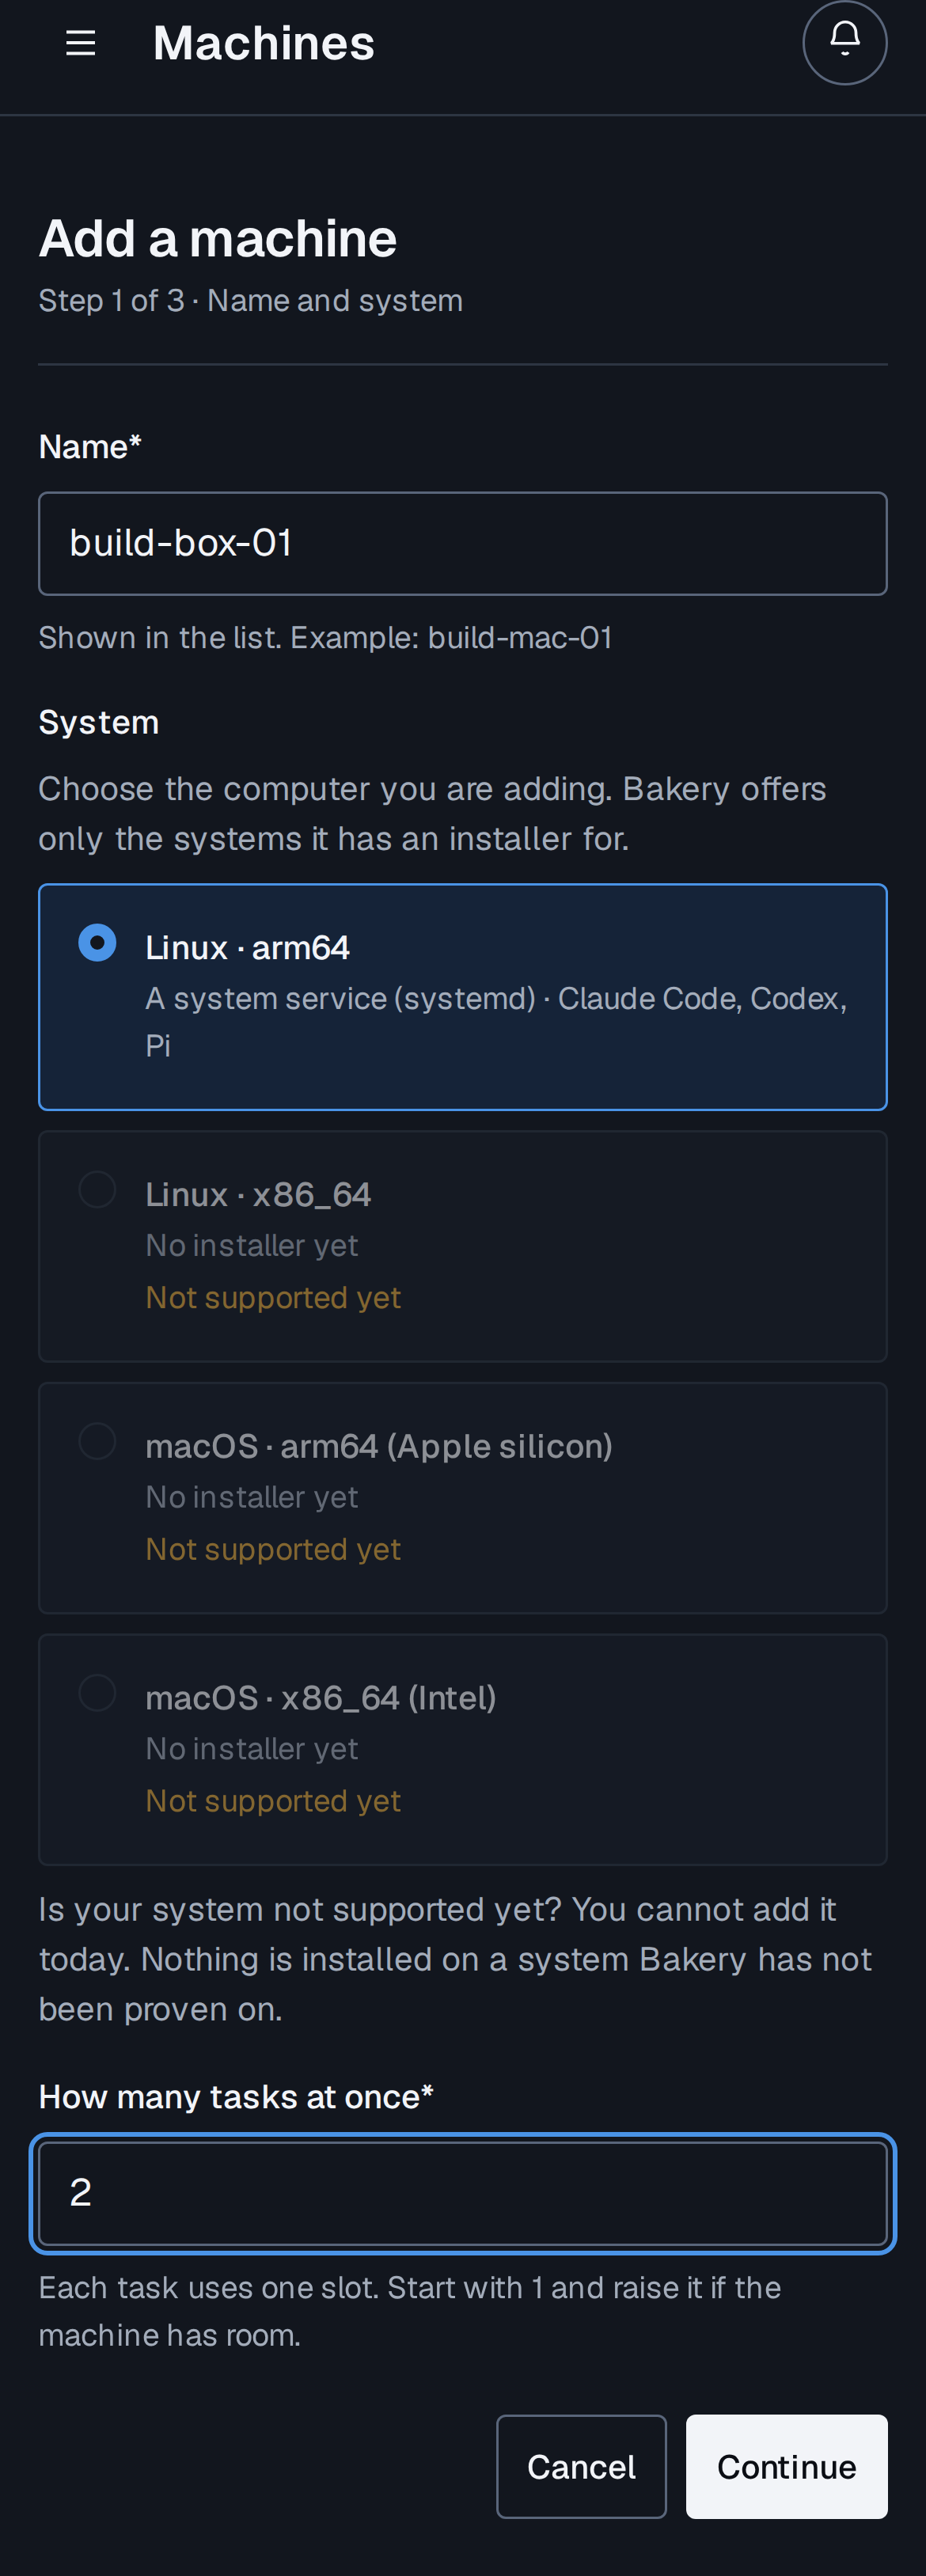 Machines
Add a machine
Step 1 of 3 · Name and system
Name*
build-box-01
Shown in the list. Example: build-mac-01
System
Choose the computer you are adding. Bakery offers
only the systems it has an installer for.
Linux · arm64
A system service (systemd) · Claude Code, Codex,
Pi
Linux · x86_64
No installer yet
Not supported yet
macOS · arm64 (Apple silicon)
No installer yet
Not supported yet
macOS · x86_64 (Intel)
No installer yet
Not supported yet
Is your system not supported yet? You cannot add it
today. Nothing is installed on a system Bakery has not
been proven on.
How many tasks at once*
2
Each task uses one slot. Start with 1 and raise it if the
machine has room.
Cancel
Continue